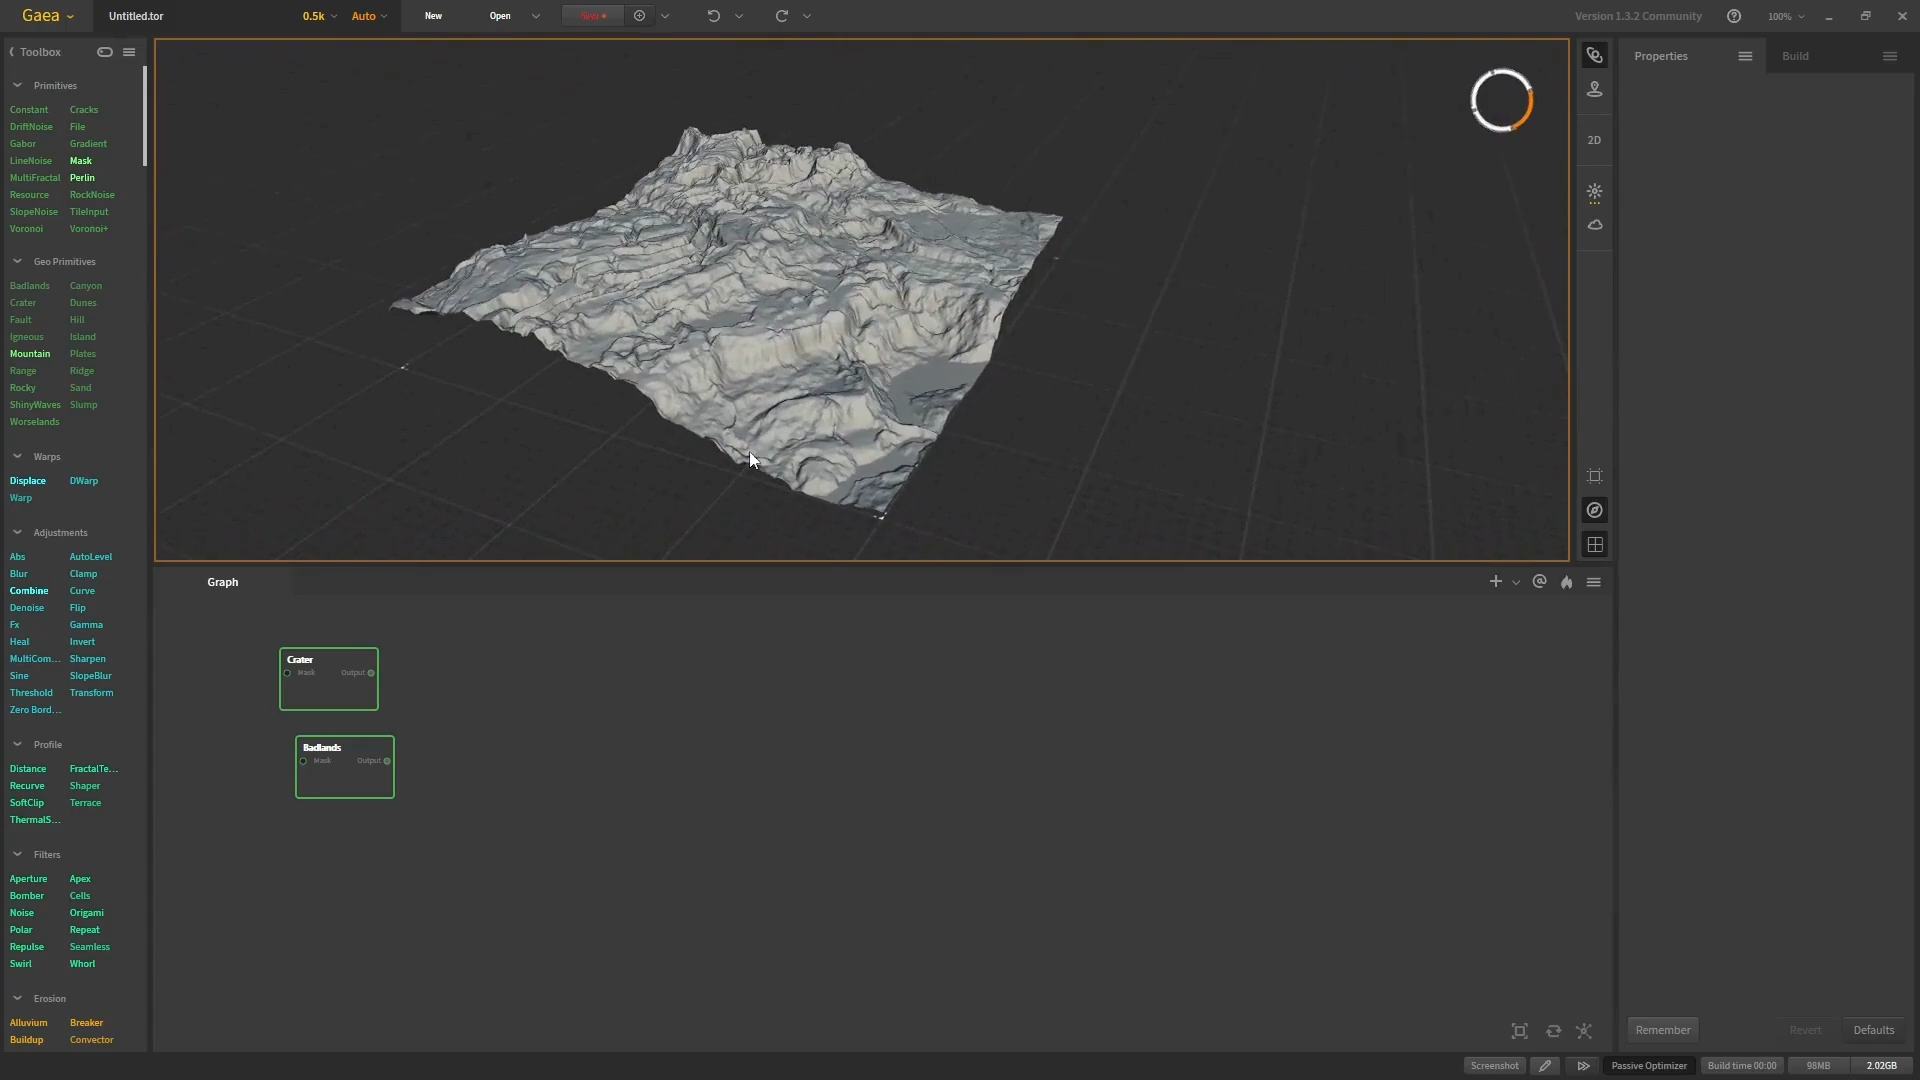 Gaea
Untitled.tor
0.5k
Auto
New
Open
Version 1.3.2 Community
100%
Toolbox
Primitives
Constant Cracks
DriftNoise File
Gabor Gradient
LineNoise Mask
MultiFractal Perlin
Resource RockNoise
SlopeNoise TileInput
Voronoi Voronoi+
Geo Primitives
Badlands Canyon
Crater Dunes
Fault Hill
Igneous Island
Mountain Plates
Range Ridge
Rocky Sand
ShinyWaves Slump
Worselands
Warps
Displace DWarp
Warp
Adjustments
Abs AutoLevel
Blur Clamp
Combine Curve
Denoise Flip
Fx Gamma
Heal Invert
MultiCom... Sharpen
Sine SlopeBlur
Threshold Transform
Zero Bord...
Profile
Distance FractalTe...
Recurve Shaper
SoftClip Terrace
ThermalS...
Filters
Aperture Apex
Bomber Cells
Noise Origami
Polar Repeat
Repulse Seamless
Swirl Whorl
Erosion
Alluvium Breaker
Buildup Convector
2D
Graph
Crater
Mask Output
Badlands
Mask Output
Properties
Build
Remember
Revert
Defaults
Screenshot
Passive Optimizer
Build time 00:00
98MB
2.02GB